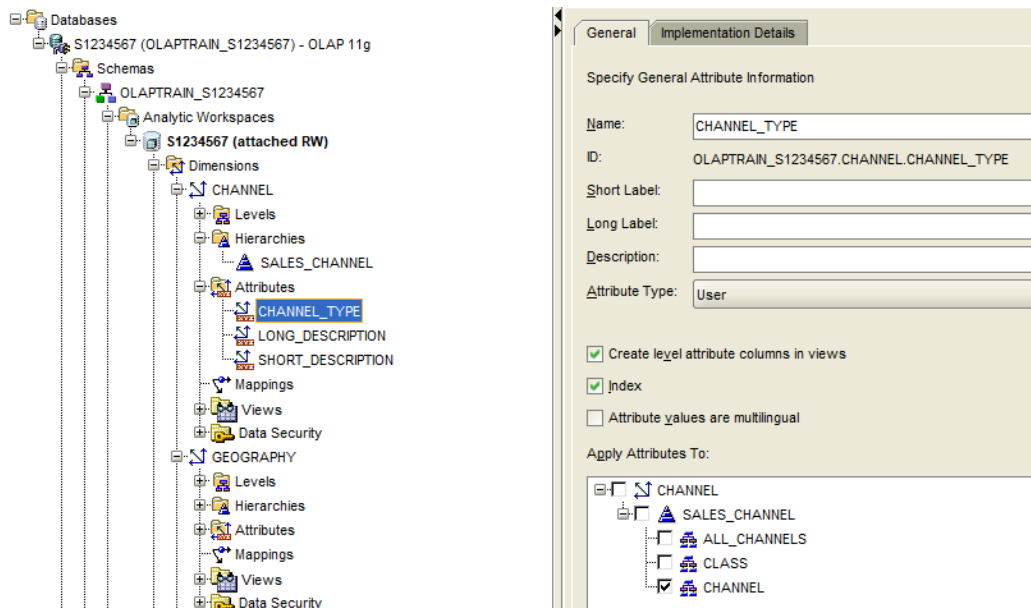 Databases
S1234567 (OLAPTRAIN_S1234567) - OLAP 11g
Schemas
OLAPTRAIN_S1234567
Analytic Workspaces
S1234567 (attached RW)
Dimensions
CHANNEL
Levels
Hierarchies
SALES_CHANNEL
Attributes
CHANNEL_TYPE
LONG_DESCRIPTION
SHORT_DESCRIPTION
Mappings
Views
Data Security
GEOGRAPHY
Levels
Hierarchies
Attributes
Mappings
Views
Data Security
General Implementation Details
Specify General Attribute Information
Name: CHANNEL_TYPE
ID: OLAPTRAIN_S1234567.CHANNEL.CHANNEL_TYPE
Short Label:
Long Label:
Description:
Attribute Type: User
Create level attribute columns in views
Index
Attribute values are multilingual
Apply Attributes To:
CHANNEL
SALES_CHANNEL
ALL_CHANNELS
CLASS
CHANNEL